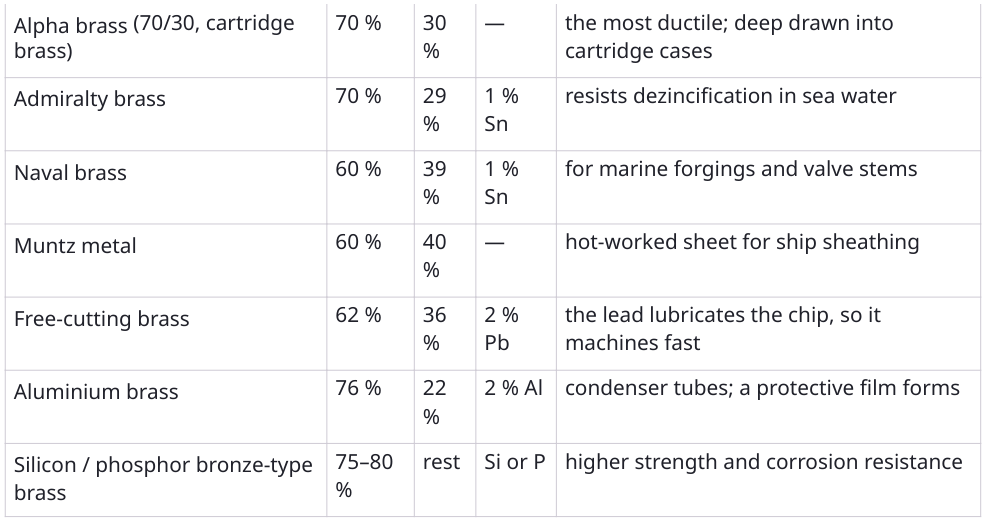 Alpha brass (70/30, cartridge brass) 70 % 30 % — the most ductile; deep drawn into cartridge cases
Admiralty brass 70 % 29 % 1 % Sn resists dezincification in sea water
Naval brass 60 % 39 % 1 % Sn for marine forgings and valve stems
Muntz metal 60 % 40 % — hot-worked sheet for ship sheathing
Free-cutting brass 62 % 36 % 2 % Pb the lead lubricates the chip, so it machines fast
Aluminium brass 76 % 22 % 2 % Al condenser tubes; a protective film forms
Silicon / phosphor bronze-type brass 75–80 % rest Si or P higher strength and corrosion resistance